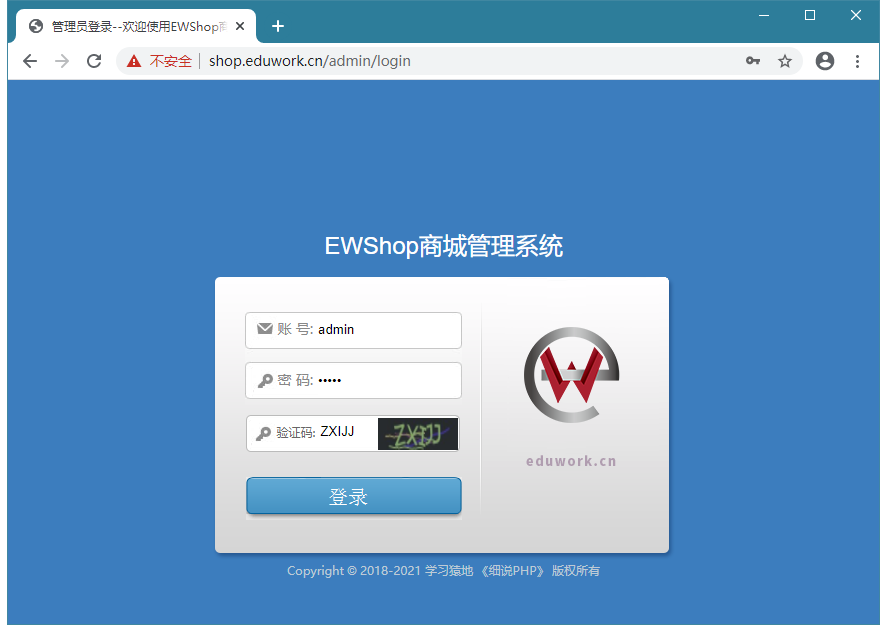 管理员登录--欢迎使用EWShop商
不安全 shop.eduwork.cn/admin/login
EWShop商城管理系统
账 号: admin
密 码: •••••
验证码: ZXIJJ ZXIJJ
登录
eduwork.cn
Copyright © 2018-2021 学习猿地 《细说PHP》 版权所有